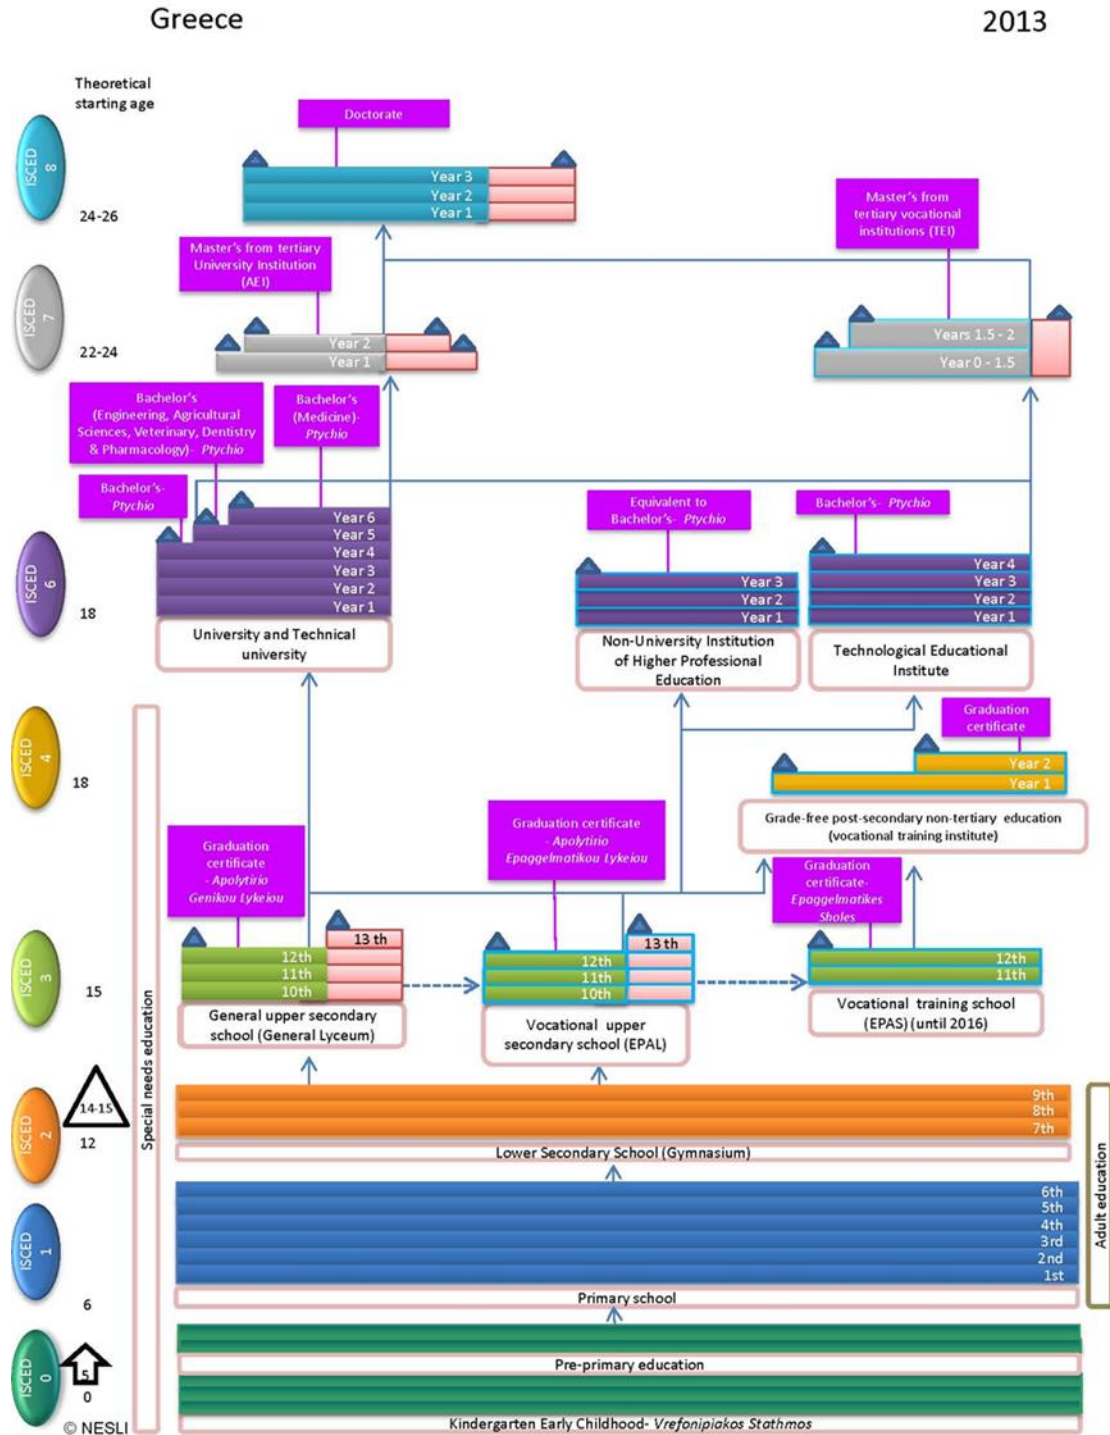 Greece
2013
Theoretical
starting age
Doctorate
ISCED
8
Year 3
Year 2
Year 1
24-26
Master's from
tertiary vocational
institutions (TEI)
Master's from tertiary
University Institution
(AEI)
ISCED
7
22-24
Year 2
Year 1
Years 1.5 - 2
Year 0 - 1.5
Bachelor's
(Engineering, Agricultural
Sciences, Veterinary, Dentistry
& Pharmacology)- Ptychio
Bachelor's
(Medicine)-
Ptychio
Bachelor's-
Ptychio
Equivalent to
Bachelor's- Ptychio
Bachelor's- Ptychio
ISCED
6
18
Year 6
Year 5
Year 4
Year 3
Year 2
Year 1
Year 3
Year 2
Year 1
Year 4
Year 3
Year 2
Year 1
University and Technical
university
Non-University Institution
of Higher Professional
Education
Technological Educational
Institute
ISCED
4
18
Graduation
certificate
Year 2
Year 1
Grade-free post-secondary non-tertiary education
(vocational training institute)
Graduation
certificate
- Apolytirio
Genikou Lykeiou
Graduation certificate
- Apolytirio
Epaggelmatikou Lykeiou
Graduation
certificate-
Epaggelmatikes
Sholes
ISCED
3
15
13 th
12th
11th
10th
13 th
12th
11th
10th
12th
11th
General upper secondary
school (General Lyceum)
Vocational upper
secondary school (EPAL)
Vocational training school
(EPAS) (until 2016)
Special needs education
ISCED
2
14-15
12
9th
8th
7th
Lower Secondary School (Gymnasium)
Adult education
ISCED
1
6
6th
5th
4th
3rd
2nd
1st
Primary school
ISCED
0
5
0
Pre-primary education
Kindergarten Early Childhood- Vrefonipiakos Stathmos
© NESLI